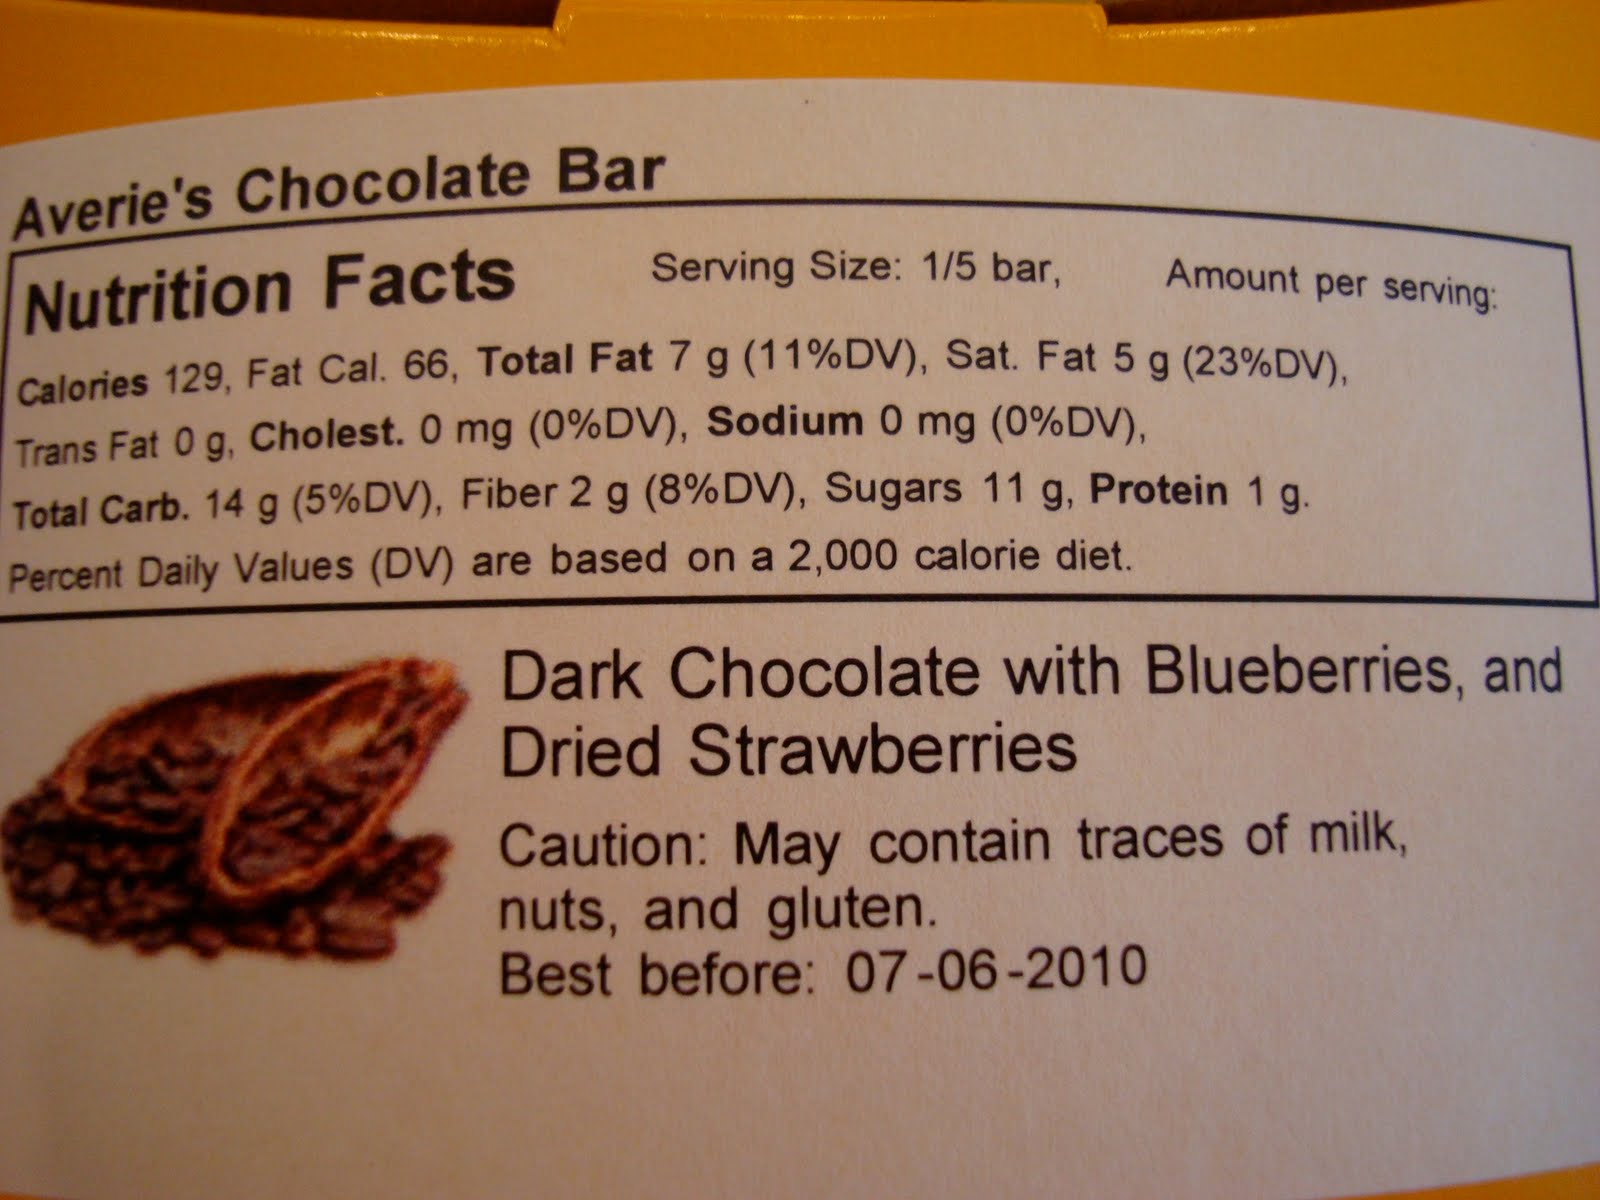 Averie's Chocolate Bar
Nutrition Facts Serving Size: 1/5 bar, Amount per serving:
Calories 129, Fat Cal. 66, Total Fat 7 g (11%DV), Sat. Fat 5 g (23%DV),
Trans Fat 0 g, Cholest. 0 mg (0%DV), Sodium 0 mg (0%DV),
Total Carb. 14 g (5%DV), Fiber 2 g (8%DV), Sugars 11 g, Protein 1 g.
Percent Daily Values (DV) are based on a 2,000 calorie diet.
Dark Chocolate with Blueberries, and
Dried Strawberries
Caution: May contain traces of milk,
nuts, and gluten.
Best before: 07-06-2010